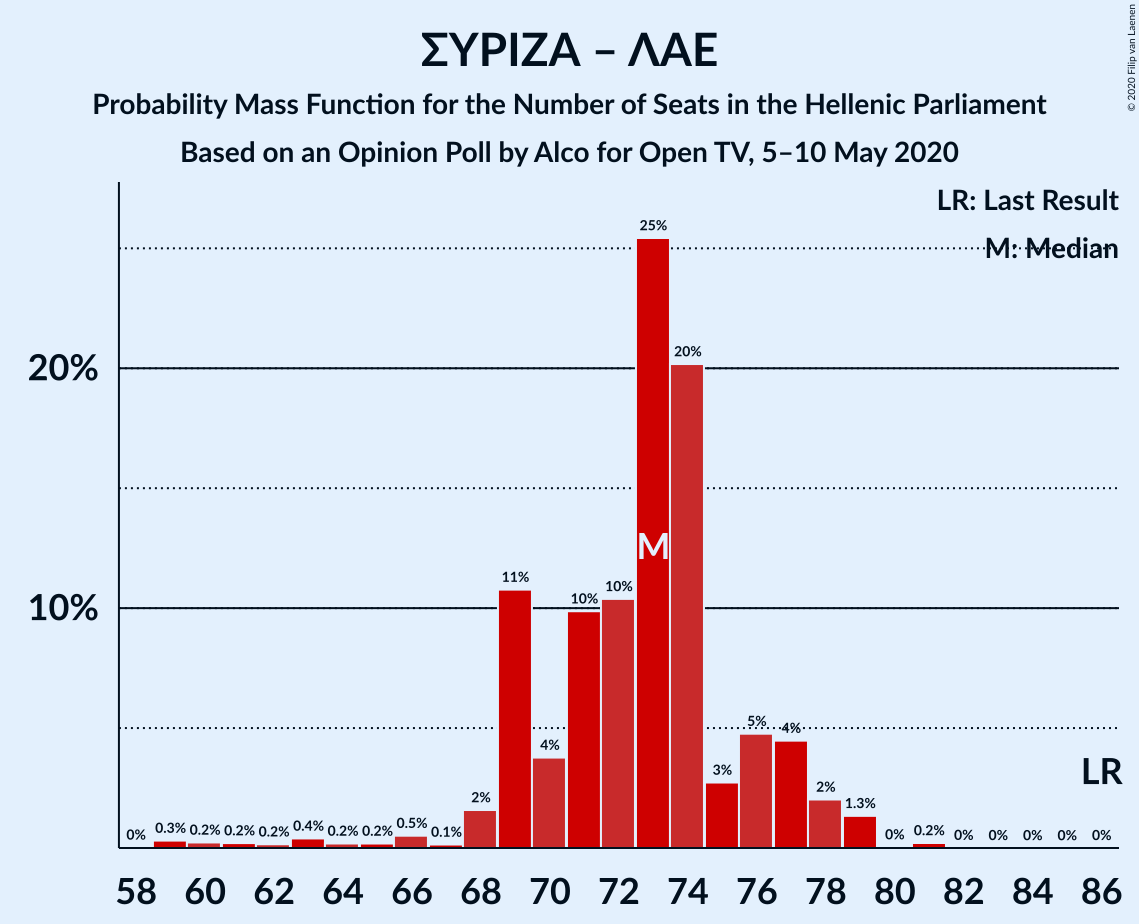 ΣΥΡΙΖΑ – ΛΑΕ
Probability Mass Function for the Number of Seats in the Hellenic Parliament
Based on an Opinion Poll by Alco for Open TV, 5–10 May 2020
© 2020 Filip van Laenen
LR: Last Result
M: Median
20%
10%
0% 0.3% 0.2% 0.2% 0.2% 0.4% 0.2% 0.2% 0.5% 0.1% 2% 11% 4% 10% 10% 25% 20% 3% 5% 4% 2% 1.3% 0% 0.2% 0% 0% 0% 0% 0%
M
LR
58 60 62 64 66 68 70 72 74 76 78 80 82 84 86